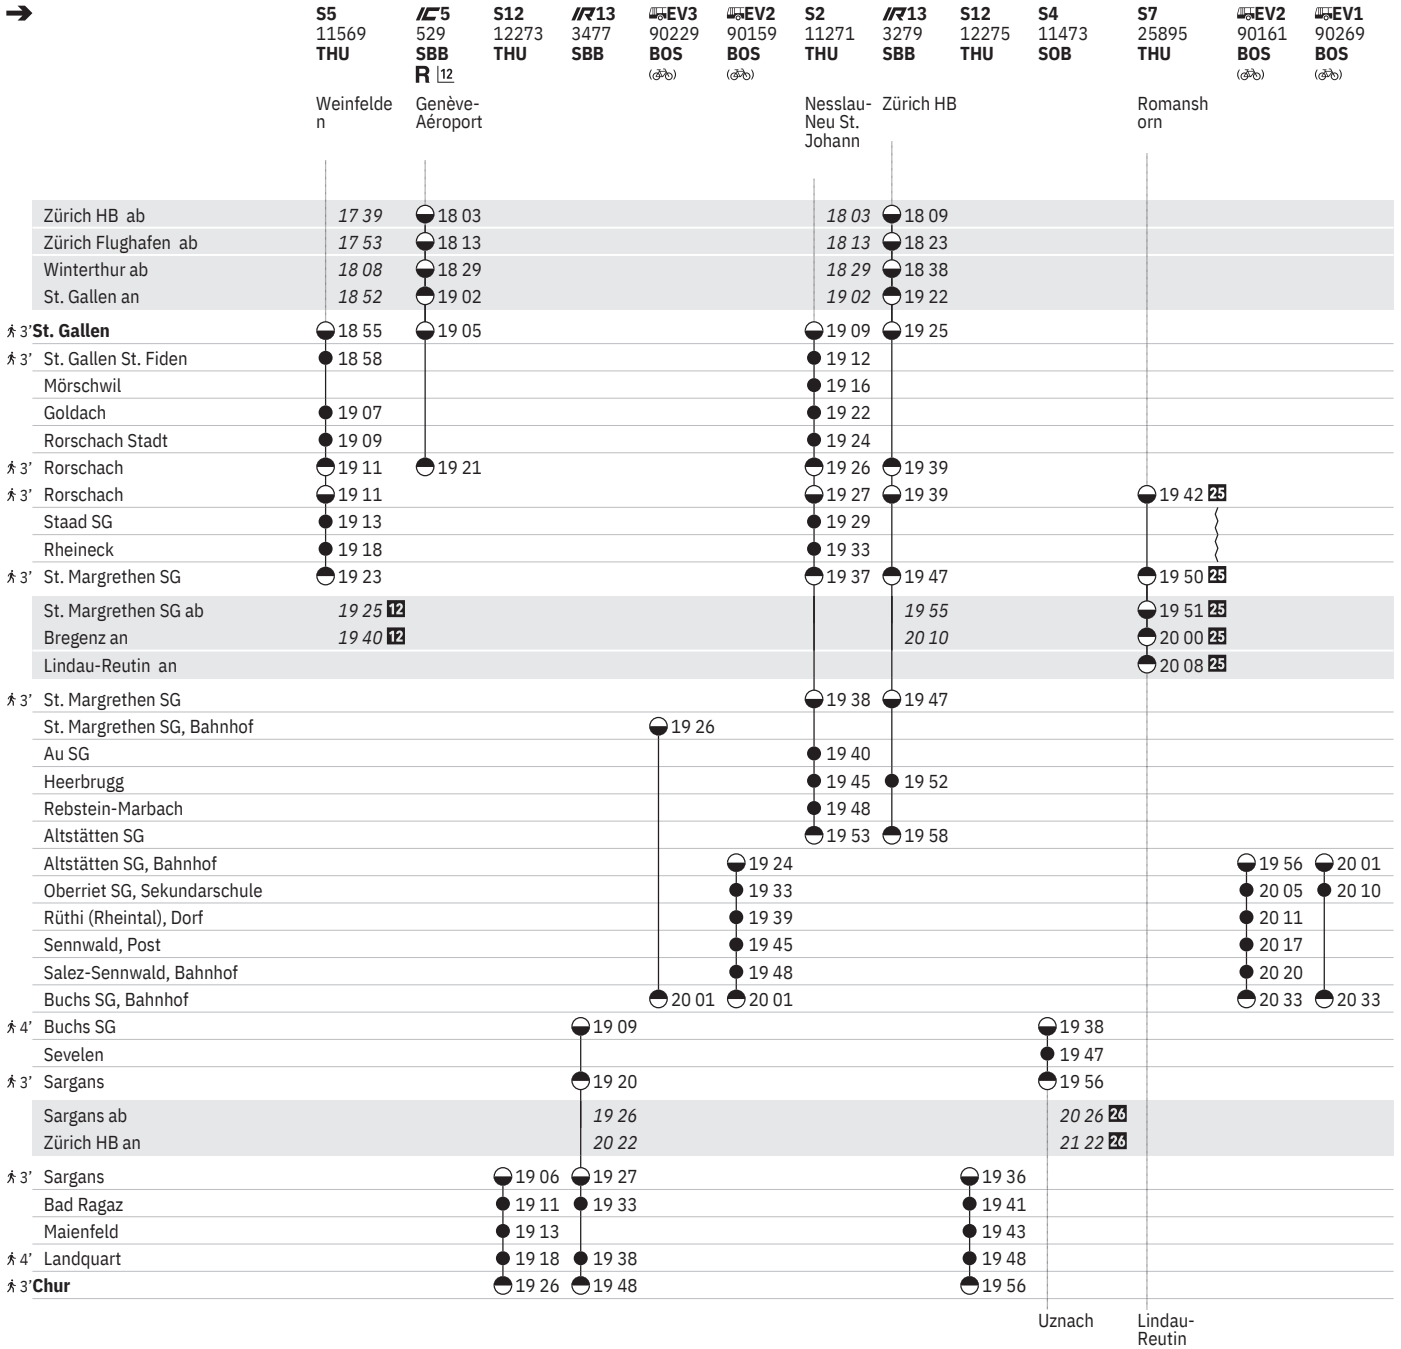 ➔ S5 IC5 S12 IR13 EV3 EV2 S2 IR13 S12 S4 S7 EV2 EV1
11569 529 12273 3477 90229 90159 11271 3279 12275 11473 25895 90161 90269
THU SBB THU SBB BOS BOS THU SBB THU SOB THU BOS BOS
R 12
Weinfelde Genève- Nesslau- Zürich HB Romansh
n Aéroport Neu St. orn
Johann
Zürich HB ab 17 39 18 03 18 03 18 09
Zürich Flughafen ab 17 53 18 13 18 13 18 23
Winterthur ab 18 08 18 29 18 29 18 38
St. Gallen an 18 52 19 02 19 02 19 22
3' St. Gallen 18 55 19 05 19 09 19 25
3' St. Gallen St. Fiden 18 58 19 12
Mörschwil 19 16
Goldach 19 07 19 22
Rorschach Stadt 19 09 19 24
3' Rorschach 19 11 19 21 19 26 19 39
3' Rorschach 19 11 19 27 19 39 19 42 25
Staad SG 19 13 19 29
Rheineck 19 18 19 33
3' St. Margrethen SG 19 23 19 37 19 47 19 50 25
St. Margrethen SG ab 19 25 12 19 55 19 51 25
Bregenz an 19 40 12 20 10 20 00 25
Lindau-Reutin an 20 08 25
3' St. Margrethen SG 19 38 19 47
St. Margrethen SG, Bahnhof 19 26
Au SG 19 40
Heerbrugg 19 45 19 52
Rebstein-Marbach 19 48
Altstätten SG 19 53 19 58
Altstätten SG, Bahnhof 19 24 19 56 20 01
Oberriet SG, Sekundarschule 19 33 20 05 20 10
Rüthi (Rheintal), Dorf 19 39 20 11
Sennwald, Post 19 45 20 17
Salez-Sennwald, Bahnhof 19 48 20 20
Buchs SG, Bahnhof 20 01 20 01 20 33 20 33
4' Buchs SG 19 09 19 38
Sevelen 19 47
3' Sargans 19 20 19 56
Sargans ab 19 26 20 26 26
Zürich HB an 20 22 21 22 26
3' Sargans 19 06 19 27 19 36
Bad Ragaz 19 11 19 33 19 41
Maienfeld 19 13 19 43
4' Landquart 19 18 19 38 19 48
3' Chur 19 26 19 48 19 56
Uznach Lindau-
Reutin